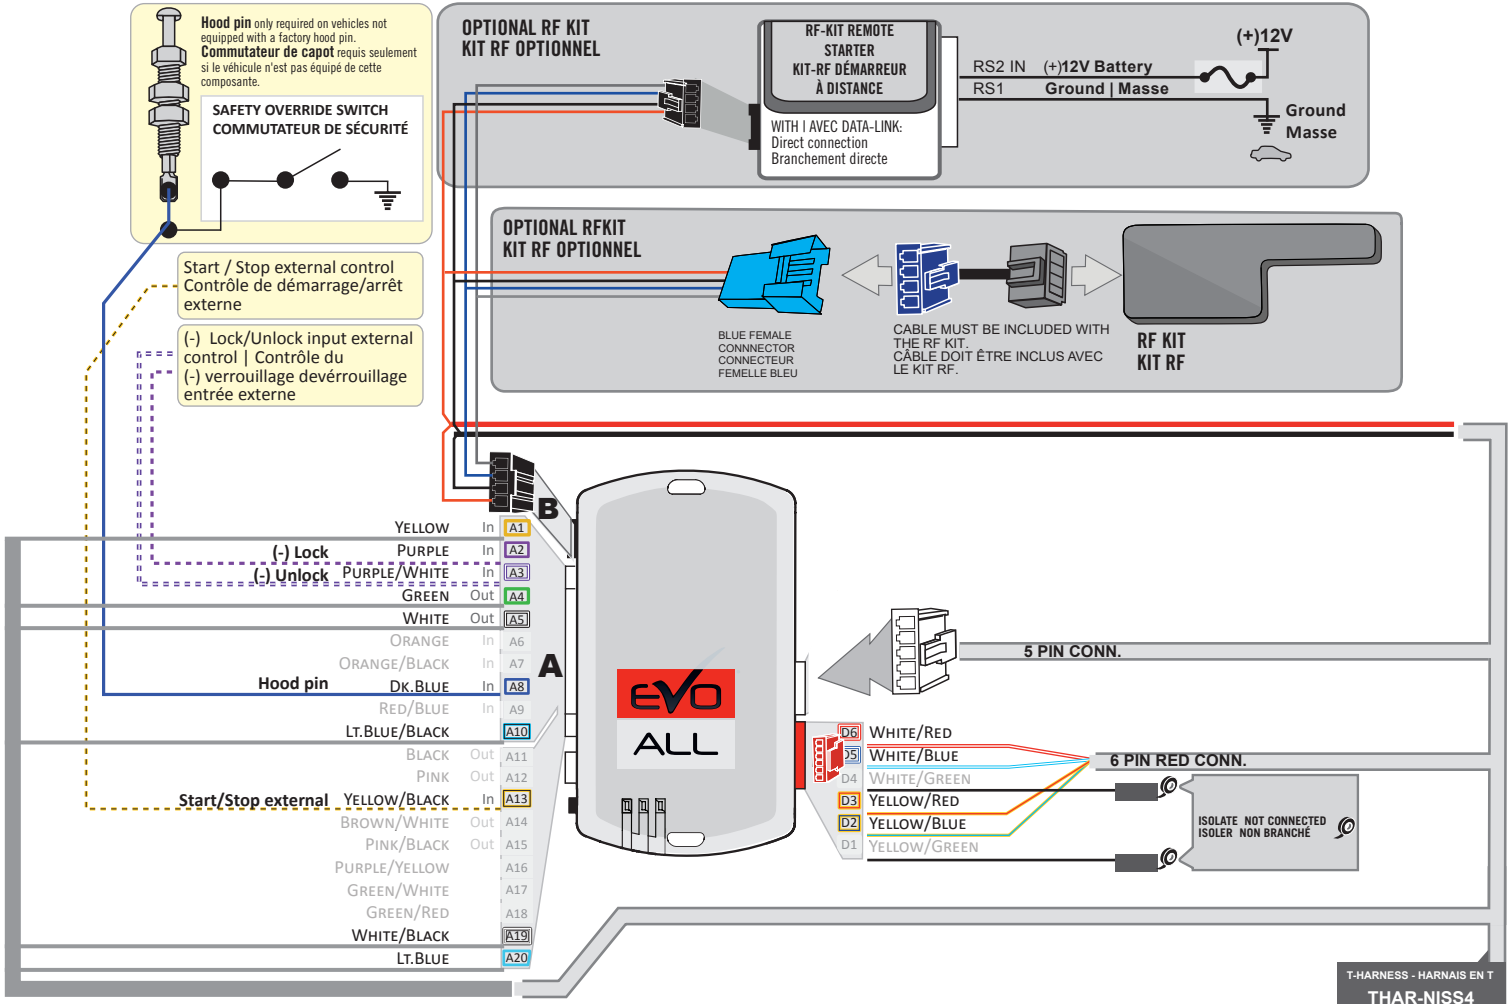 Hood pin only required on vehicles not
equipped with a factory hood pin.
Commutateur de capot requis seulement
si le véhicule n'est pas équipé de cette
composante.
SAFETY OVERRIDE SWITCH
COMMUTATEUR DE SÉCURITÉ
OPTIONAL RF KIT
KIT RF OPTIONNEL
RF-KIT REMOTE
STARTER
KIT-RF DÉMARREUR
À DISTANCE
WITH I AVEC DATA-LINK:
Direct connection
Branchement directe
RS2 IN (+)12V Battery
RS1 Ground | Masse
(+)12V
Ground
Masse
OPTIONAL RFKIT
KIT RF OPTIONNEL
BLUE FEMALE
CONNNECTOR
CONNECTEUR
FEMELLE BLEU
CABLE MUST BE INCLUDED WITH
THE RF KIT.
CÂBLE DOIT ÊTRE INCLUS AVEC
LE KIT RF.
RF KIT
KIT RF
Start / Stop external control
Contrôle de démarrage/arrêt
externe
(-) Lock/Unlock input external
control | Contrôle du
(-) verrouillage devérrouillage
entrée externe
B
A
YELLOW In A1
(-) Lock PURPLE In A2
(-) Unlock PURPLE/WHITE In A3
GREEN Out A4
WHITE Out A5
ORANGE In A6
ORANGE/BLACK In A7
Hood pin DK.BLUE In A8
RED/BLUE In A9
LT.BLUE/BLACK A10
BLACK Out A11
PINK Out A12
Start/Stop external YELLOW/BLACK In A13
BROWN/WHITE Out A14
PINK/BLACK Out A15
PURPLE/YELLOW A16
GREEN/WHITE A17
GREEN/RED A18
WHITE/BLACK A19
LT.BLUE A20
EVO
ALL
5 PIN CONN.
D6 WHITE/RED
D5 WHITE/BLUE
D4 WHITE/GREEN
D3 YELLOW/RED
D2 YELLOW/BLUE
D1 YELLOW/GREEN
6 PIN RED CONN.
ISOLATE NOT CONNECTED
ISOLER NON BRANCHÉ
T-HARNESS - HARNAIS EN T
THAR-NISS4